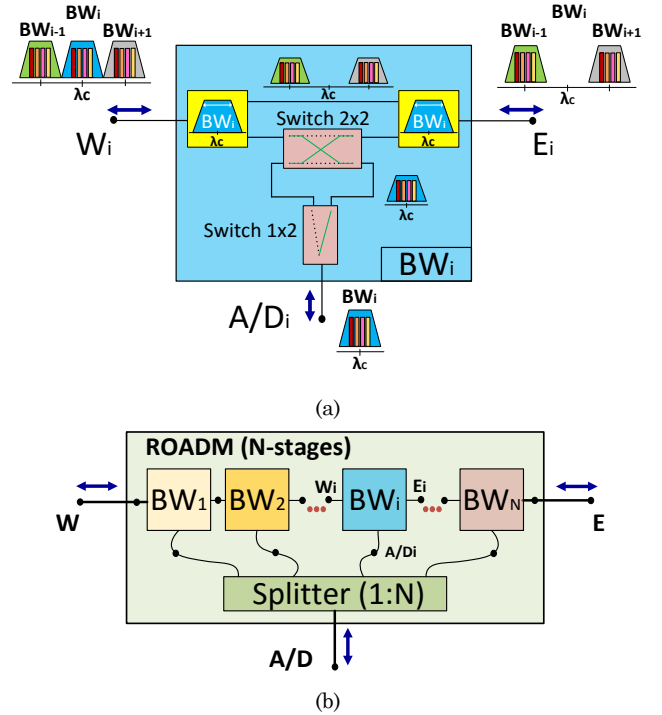 BWi
BWi-1
BWi+1
λc
BWi
BWi-1
BWi+1
λc
λc
Switch 2x2
BWi
λc
BWi
λc
Wi
Ei
λc
Switch 1x2
BWi
A/Di
BWi
λc
(a)
ROADM (N-stages)
Wi
Ei
BW1
BW2
BWi
BWN
W
E
A/Di
Splitter (1:N)
A/D
(b)